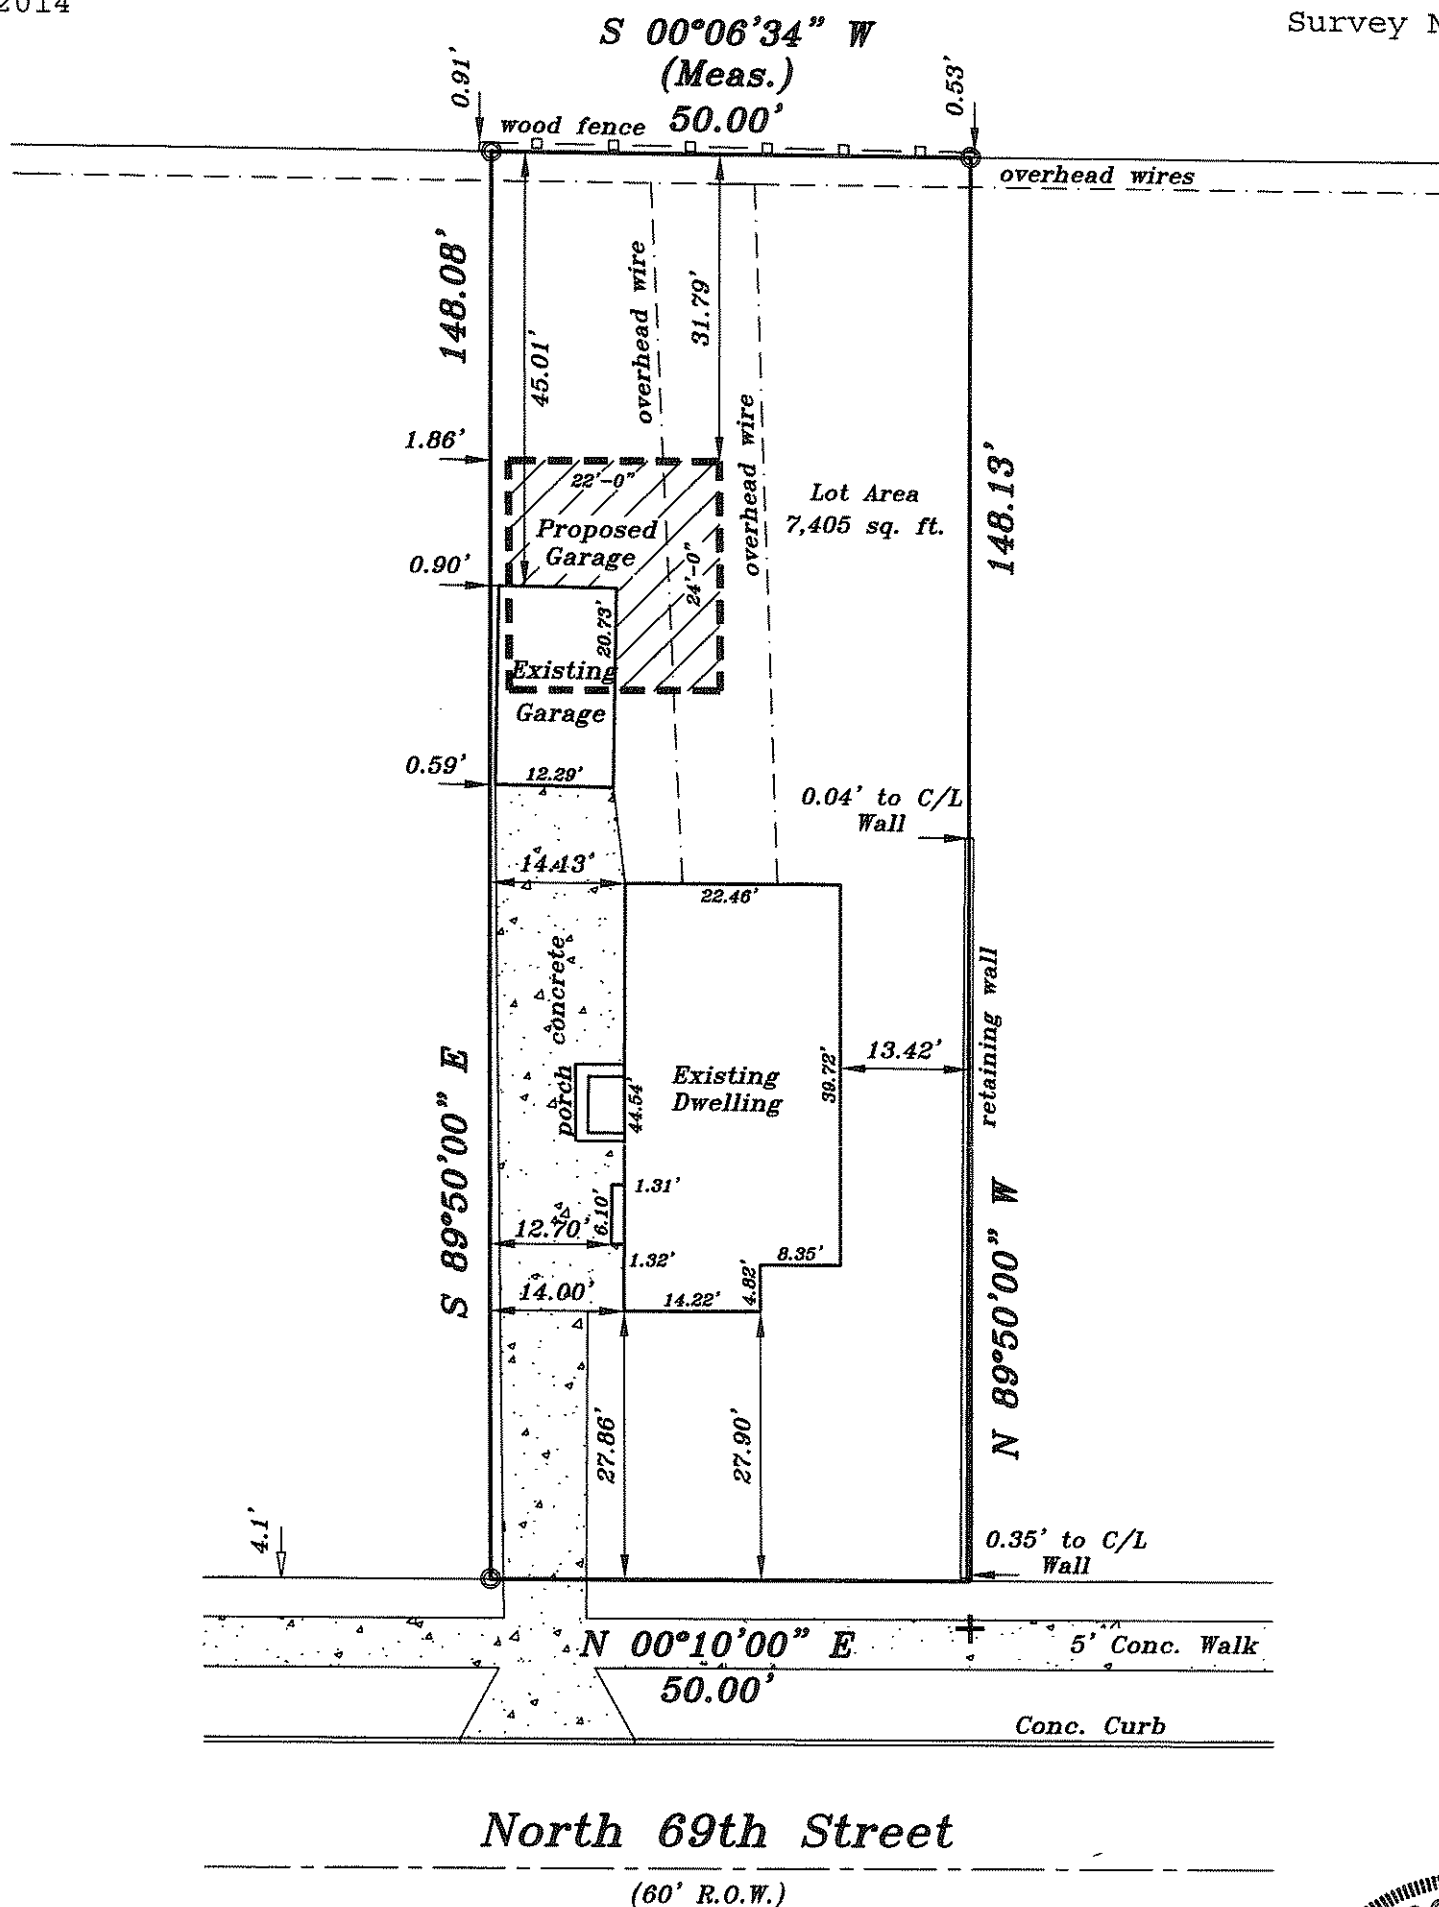 2014
Survey N
S 00°06'34" W
(Meas.)
50.00'
0.91'
0.53'
wood fence
overhead wires
148.08'
45.01'
overhead wire
31.79'
overhead wire
148.13'
1.86'
22'-0"
Lot Area
7,405 sq. ft.
Proposed
Garage
24'-0"
0.90'
20.73'
Existing
Garage
0.59'
12.29'
0.04' to C/L
Wall
14.13'
22.46'
concrete
porch
retaining wall
Existing
Dwelling
44.54'
39.72'
13.42'
S 89°50'00" E
N 89°50'00" W
1.31'
6.10'
12.70'
1.32'
8.35'
4.82'
14.00'
14.22'
27.86'
27.90'
4.1'
0.35' to C/L
Wall
N 00°10'00" E
50.00'
5' Conc. Walk
Conc. Curb
North 69th Street
(60' R.O.W.)